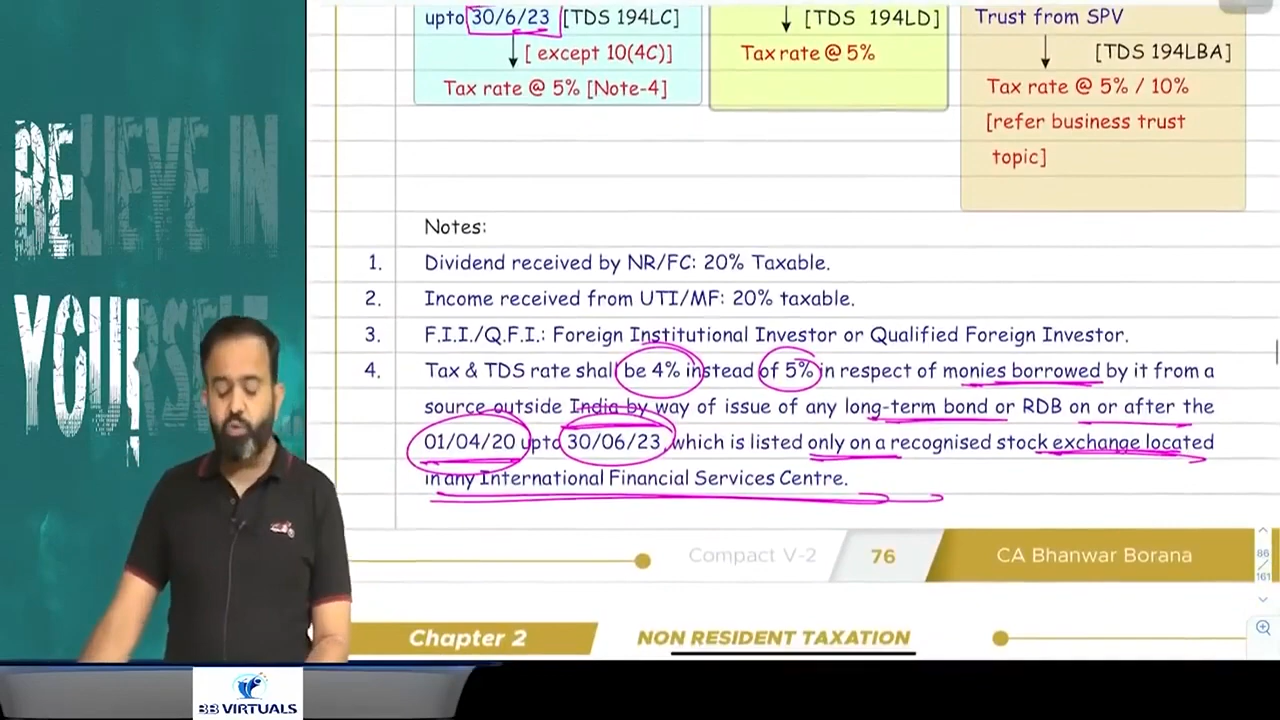 BELIEVE IN
YOURSELF
upto 30/6/23 [TDS 194LC]
[ except 10(4C)]
Tax rate @ 5% [Note-4]
[TDS 194LD]
Tax rate @ 5%
Trust from SPV
[TDS 194LBA]
Tax rate @ 5% / 10%
[refer business trust
topic]
Notes:
1. Dividend received by NR/FC: 20% Taxable.
2. Income received from UTI/MF: 20% taxable.
3. F.I.I./Q.F.I.: Foreign Institutional Investor or Qualified Foreign Investor.
4. Tax & TDS rate shall be 4% instead of 5% in respect of monies borrowed by it from a
source outside India by way of issue of any long-term bond or RDB on or after the
01/04/20 upto 30/06/23, which is listed only on a recognised stock exchange located
in any International Financial Services Centre.
Compact V-2 76 CA Bhanwar Borana
86
161
Chapter 2 NON RESIDENT TAXATION
BB VIRTUALS